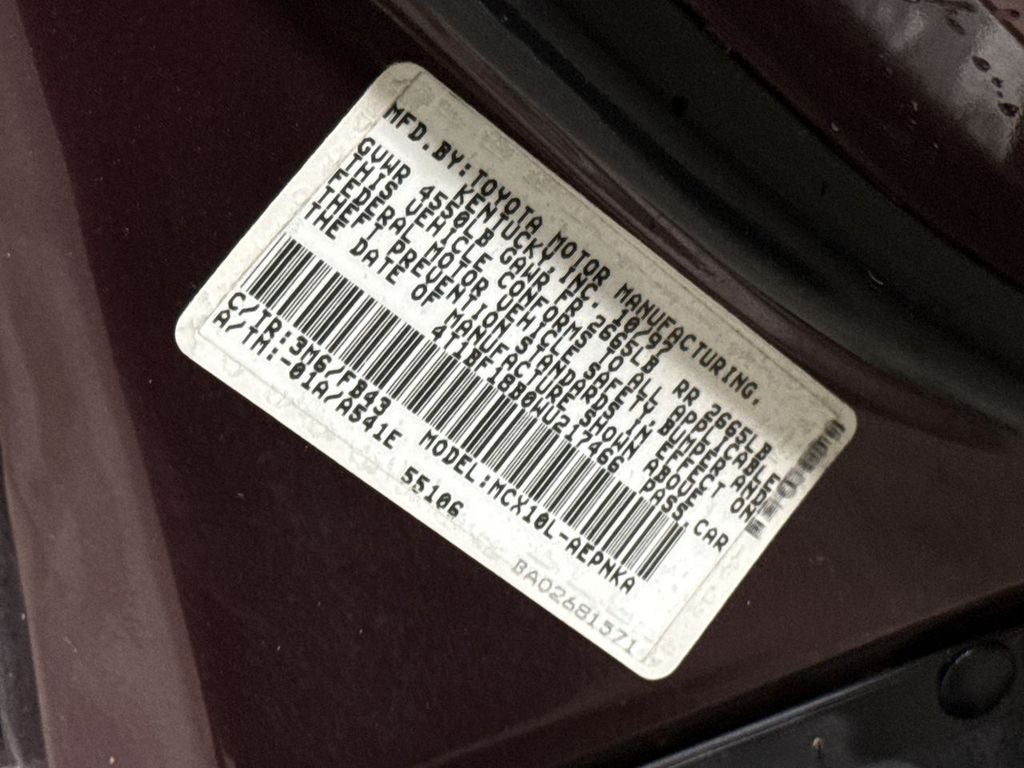 MFD.BY:TOYOTA MOTOR MANUFACTURING,
KENTUCKY,INC. 10/97
GVWR 4550LB GAWR FR 2665LB RR 2665LB
THIS VEHICLE CONFORMS TO ALL APPLICABLE
FEDERAL MOTOR VEHICLE SAFETY,BUMPER,AND
THEFT PREVENTION STANDARDS IN EFFECT ON
THE DATE OF MANUFACTURE SHOWN ABOVE.
4T1BF18B0WU217466 PASS.CAR
C/TR:3M6/FB43 MODEL:MCX10L-AEPNKA
A/TA:-01A/A541E
55106
BA02681571